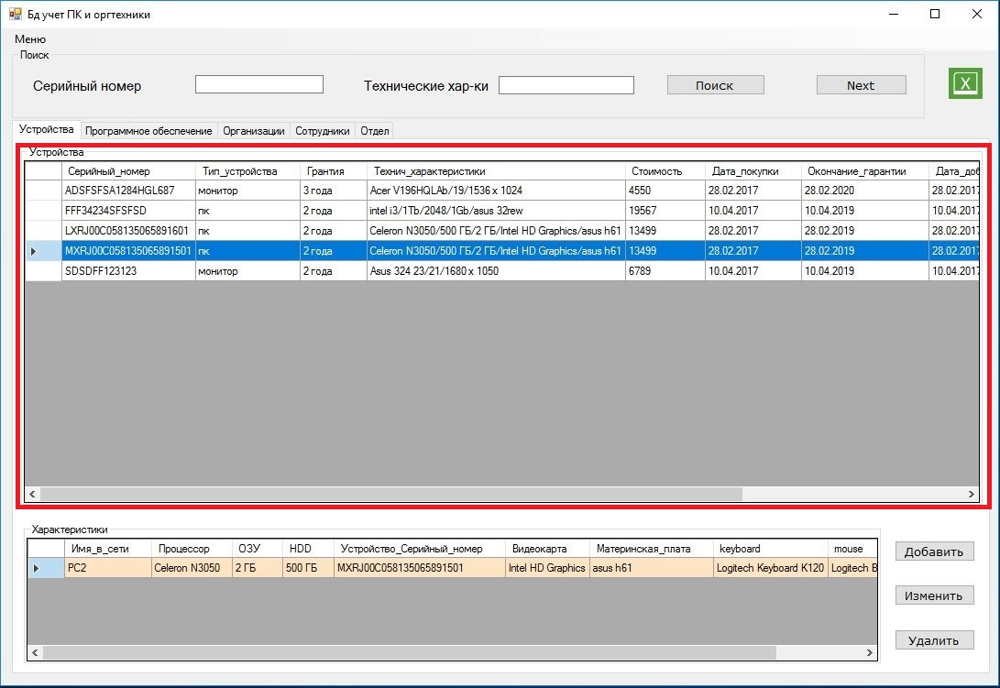 Бд учет ПК и оргтехники
Меню
Поиск
Серийный номер Технические хар-ки Поиск Next
Устройства Программное обеспечение Организации Сотрудники Отдел
Устройства
Серийный_номер Тип_устройства Грантия Технич_характеристики Стоимость Дата_покупки Окончание_гарантии Дата_доб
ADSFSFSA1284HGL687 монитор 3 года Acer V196HQLAb/19/1536 x 1024 4550 28.02.2017 28.02.2020 28.02.2017
FFF34234SFSFSD пк 2 года intel i3/1Tb/2048/1Gb/asus 32rew 19567 10.04.2017 10.04.2019 10.04.2017
LXRJ00C058135065891601 пк 2 года Celeron N3050/500 ГБ/2 ГБ/Intel HD Graphics/asus h61 13499 28.02.2017 28.02.2019 28.02.2017
MXRJ00C058135065891501 пк 2 года Celeron N3050/500 ГБ/2 ГБ/Intel HD Graphics/asus h61 13499 28.02.2017 28.02.2019 28.02.2017
SDSDFF123123 монитор 2 года Asus 324 23/21/1680 x 1050 6789 10.04.2017 10.04.2019 10.04.2017
Характеристики
Имя_в_сети Процессор ОЗУ HDD Устройство_Серийный_номер Видеокарта Материнская_плата keyboard mouse
PC2 Celeron N3050 2 ГБ 500 ГБ MXRJ00C058135065891501 Intel HD Graphics asus h61 Logitech Keyboard K120 Logitech B
Добавить
Изменить
Удалить